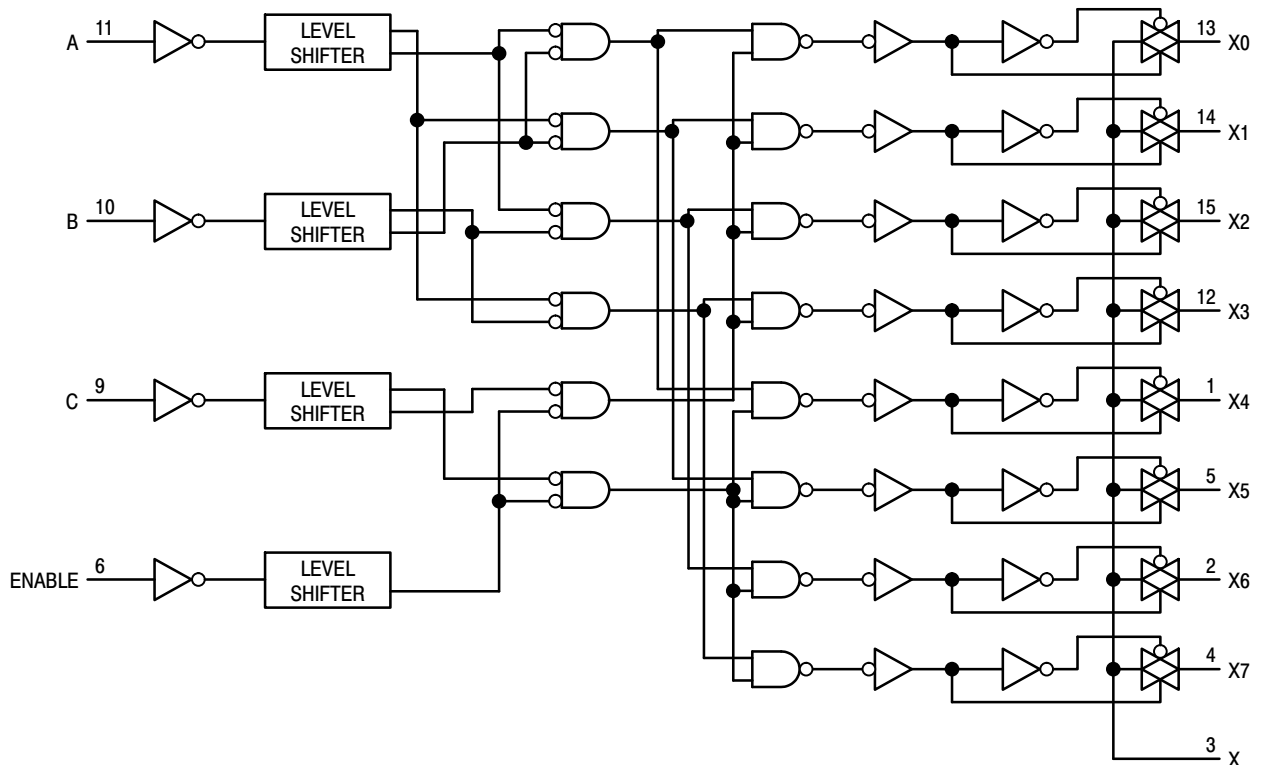 A 11 LEVEL SHIFTER 13 X0
14 X1
B 10 LEVEL SHIFTER 15 X2
12 X3
C 9 LEVEL SHIFTER 1 X4
5 X5
ENABLE 6 LEVEL SHIFTER 2 X6
4 X7
3 X